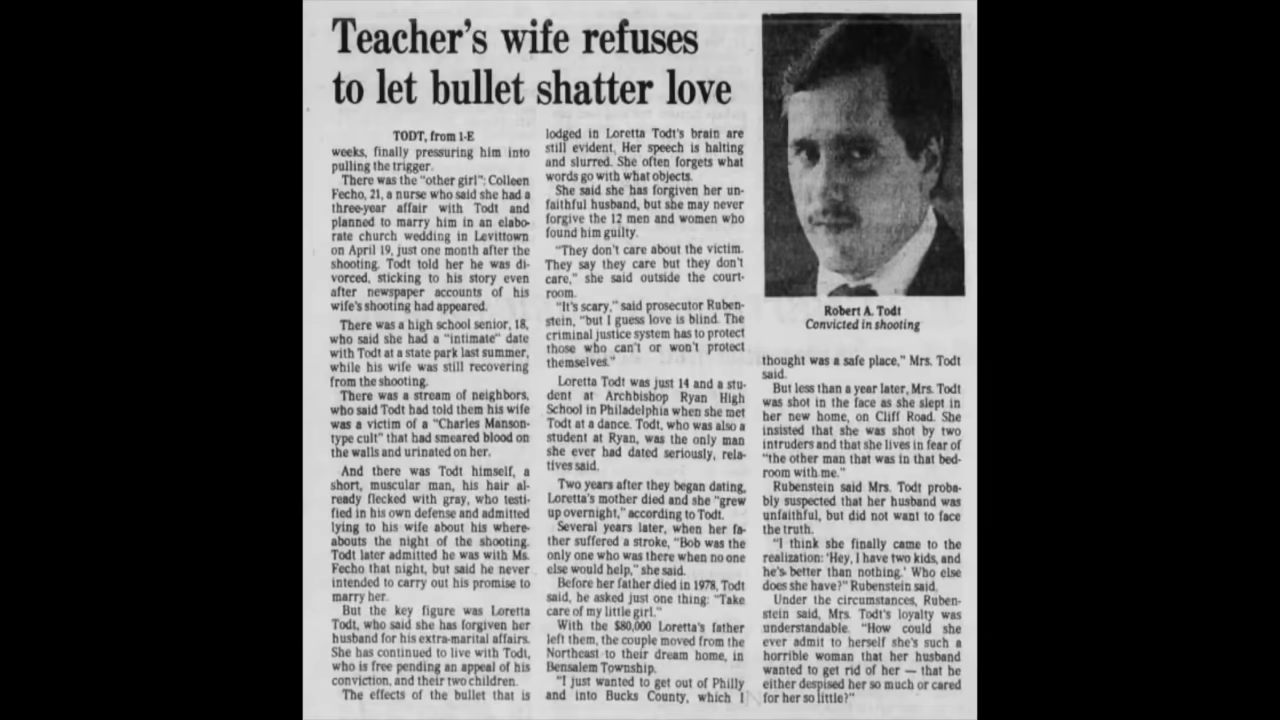 Teacher's wife refuses
to let bullet shatter love
TODT, from 1-E
weeks, finally pressuring him into
pulling the trigger.
There was the "other girl": Colleen
Fecho, 21, a nurse who said she had a
three-year affair with Todt and
planned to marry him in an elabo-
rate church wedding in Levittown
on April 19, just one month after the
shooting. Todt told her he was di-
vorced, sticking to his story even
after newspaper accounts of his
wife's shooting had appeared.
There was a high school senior, 18,
who said she had a "intimate" date
with Todt at a state park last summer,
while his wife was still recovering
from the shooting.
There was a stream of neighbors,
who said Todt had told them his wife
was a victim of a "Charles Manson-
type cult" that had smeared blood on
the walls and urinated on her.
And there was Todt himself, a
short, muscular man, his hair al-
ready flecked with gray, who testi-
fied in his own defense and admitted
lying to his wife about his where-
abouts the night of the shooting.
Todt later admitted he was with Ms.
Fecho that night, but said he never
intended to carry out his promise to
marry her.
But the key figure was Loretta
Todt, who said she has forgiven her
husband for his extra-marital affairs.
She has continued to live with Todt,
who is free pending an appeal of his
conviction, and their two children.
The effects of the bullet that is
lodged in Loretta Todt's brain are
still evident. Her speech is halting
and slurred. She often forgets what
words go with what objects.
She said she has forgiven her un-
faithful husband, but she may never
forgive the 12 men and women who
found him guilty.
"They don't care about the victim.
They say they care but they don't
care," she said outside the court-
room.
"It's scary," said prosecutor Ruben-
stein, "but I guess love is blind. The
criminal justice system has to protect
those who can't or won't protect
themselves."
Loretta Todt was just 14 and a stu-
dent at Archbishop Ryan High
School in Philadelphia when she met
Todt at a dance. Todt, who was also a
student at Ryan, was the only man
she ever had dated seriously, rela-
tives said.
Two years after they began dating,
Loretta's mother died and she "grew
up overnight," according to Todt.
Several years later, when her fa-
ther suffered a stroke, "Bob was the
only one who was there when no one
else would help," she said.
Before her father died in 1978, Todt
said, he asked just one thing: "Take
care of my little girl."
With the $80,000 Loretta's father
left them, the couple moved from the
Northeast to their dream home, in
Bensalem Township.
"I just wanted to get out of Philly
and into Bucks County, which I
Robert A. Todt
Convicted in shooting
thought was a safe place," Mrs. Todt
said.
But less than a year later, Mrs. Todt
was shot in the face as she slept in
her new home, on Cliff Road. She
insisted that she was shot by two
intruders and that she lives in fear of
"the other man that was in that bed-
room with me."
Rubenstein said Mrs. Todt proba-
bly suspected that her husband was
unfaithful, but did not want to face
the truth.
"I think she finally came to the
realization: 'Hey, I have two kids, and
he's better than nothing.' Who else
does she have?" Rubenstein said.
Under the circumstances, Ruben-
stein said, Mrs. Todt's loyalty was
understandable. "How could she
ever admit to herself she's such a
horrible woman that her husband
wanted to get rid of her — that he
either despised her so much or cared
for her so little?"